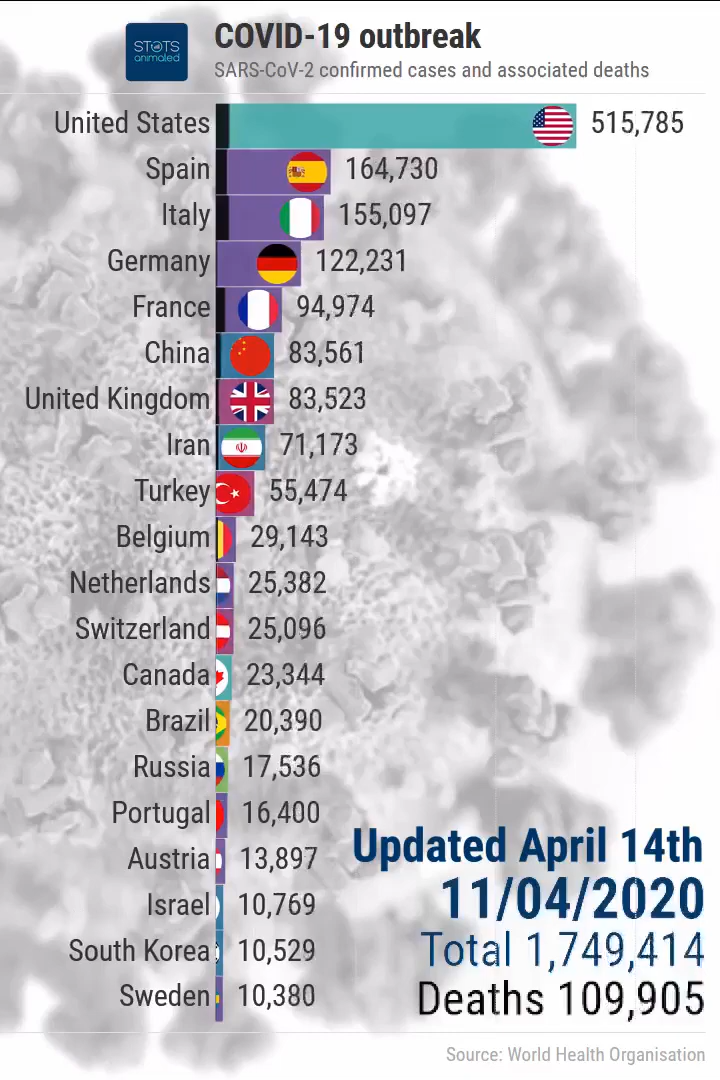 STATS
animated
COVID-19 outbreak
SARS-CoV-2 confirmed cases and associated deaths
United States 515,785
Spain 164,730
Italy 155,097
Germany 122,231
France 94,974
China 83,561
United Kingdom 83,523
Iran 71,173
Turkey 55,474
Belgium 29,143
Netherlands 25,382
Switzerland 25,096
Canada 23,344
Brazil 20,390
Russia 17,536
Portugal 16,400
Austria 13,897
Israel 10,769
South Korea 10,529
Sweden 10,380
Updated April 14th
11/04/2020
Total 1,749,414
Deaths 109,905
Source: World Health Organisation